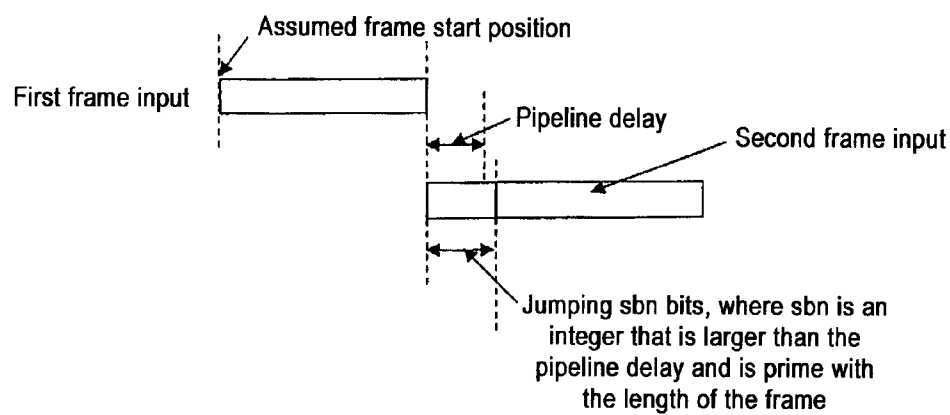 Assumed frame start position
First frame input
Pipeline delay
Second frame input
Jumping sbn bits, where sbn is an
integer that is larger than the
pipeline delay and is prime with
the length of the frame